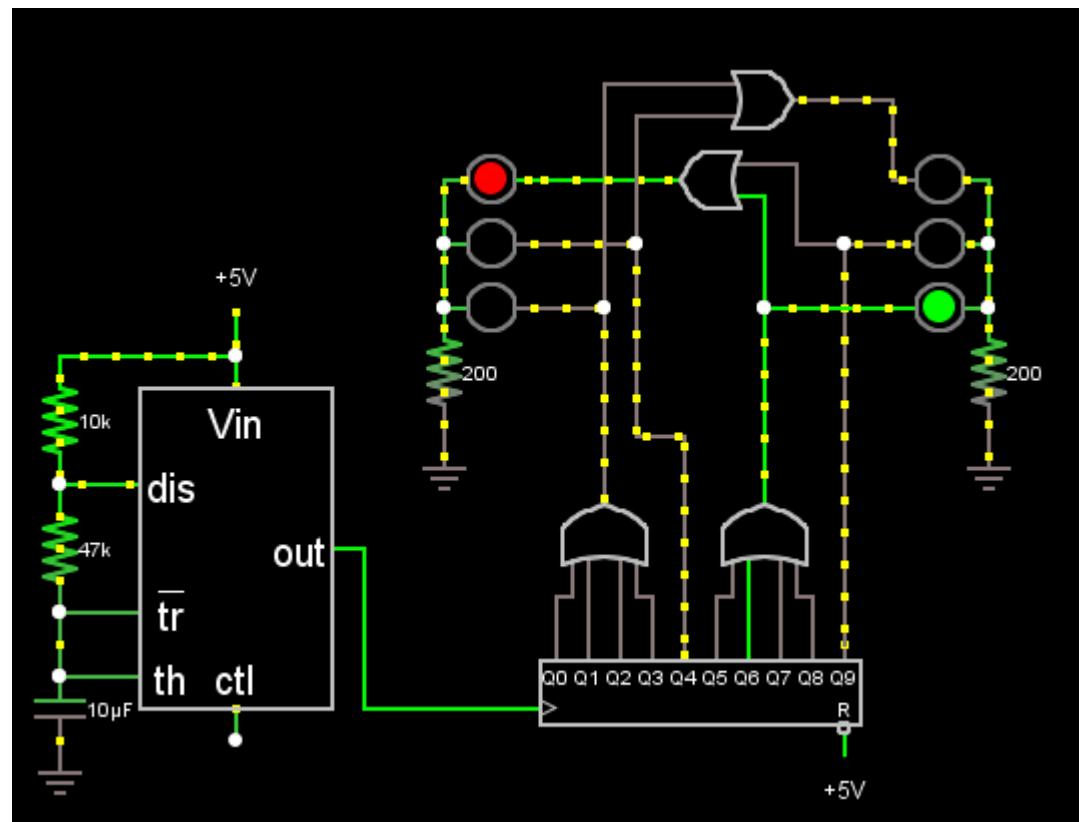 +5V
200
200
10k
Vin
dis
47k
out
tr
th ctl
10μF
Q0 Q1 Q2 Q3 Q4 Q5 Q6 Q7 Q8 Q9
R
+5V